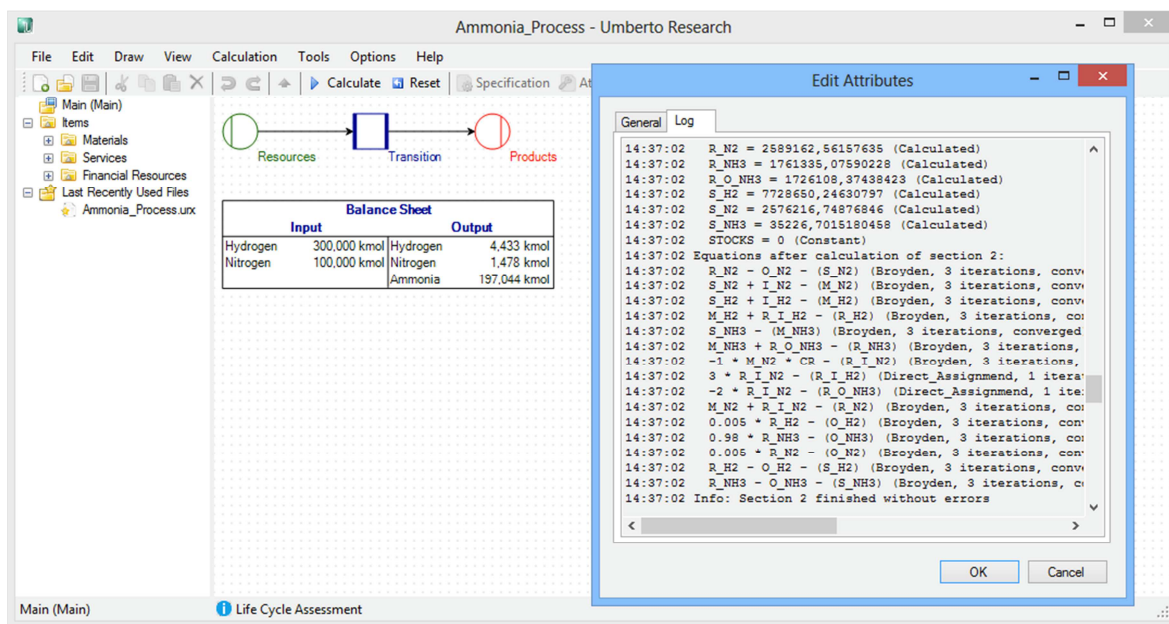 Ammonia_Process - Umberto Research
File Edit Draw View Calculation Tools Options Help
Calculate Reset Specification At
Main (Main)
Items
Materials
Services
Financial Resources
Last Recently Used Files
Ammonia_Process.urx
Resources Transition Products
Balance Sheet
Input Output
Hydrogen 300,000 kmol Hydrogen 4,433 kmol
Nitrogen 100,000 kmol Nitrogen 1,478 kmol
Ammonia 197,044 kmol
Edit Attributes
General Log
14:37:02 R_N2 = 2589162,56157635 (Calculated)
14:37:02 R_NH3 = 1761335,07590228 (Calculated)
14:37:02 R_O_NH3 = 1726108,37438423 (Calculated)
14:37:02 S_H2 = 7728650,24630797 (Calculated)
14:37:02 S_N2 = 2576216,74876846 (Calculated)
14:37:02 S_NH3 = 35226,7015180458 (Calculated)
14:37:02 STOCKS = 0 (Constant)
14:37:02 Equations after calculation of section 2:
14:37:02 R_N2 - O_N2 - (S_N2) (Broyden, 3 iterations, conve
14:37:02 S_N2 + I_N2 - (M_N2) (Broyden, 3 iterations, conve
14:37:02 S_H2 + I_H2 - (M_H2) (Broyden, 3 iterations, conve
14:37:02 M_H2 + R_I_H2 - (R_H2) (Broyden, 3 iterations, co
14:37:02 S_NH3 - (M_NH3) (Broyden, 3 iterations, converged
14:37:02 M_NH3 + R_O_NH3 - (R_NH3) (Broyden, 3 iterations,
14:37:02 -1 * M_N2 * CR - (R_I_N2) (Broyden, 3 iterations,
14:37:02 3 * R_I_N2 - (R_I_H2) (Direct_Assignmend, 1 itera
14:37:02 -2 * R_I_N2 - (R_O_NH3) (Direct_Assignmend, 1 ite
14:37:02 M_N2 + R_I_N2 - (R_N2) (Broyden, 3 iterations, co
14:37:02 0.005 * R_H2 - (O_H2) (Broyden, 3 iterations, con
14:37:02 0.98 * R_NH3 - (O_NH3) (Broyden, 3 iterations, co
14:37:02 0.005 * R_N2 - (O_N2) (Broyden, 3 iterations, con
14:37:02 R_H2 - O_H2 - (S_H2) (Broyden, 3 iterations, conve
14:37:02 R_NH3 - O_NH3 - (S_NH3) (Broyden, 3 iterations, c
14:37:02 Info: Section 2 finished without errors
OK Cancel
Main (Main) Life Cycle Assessment